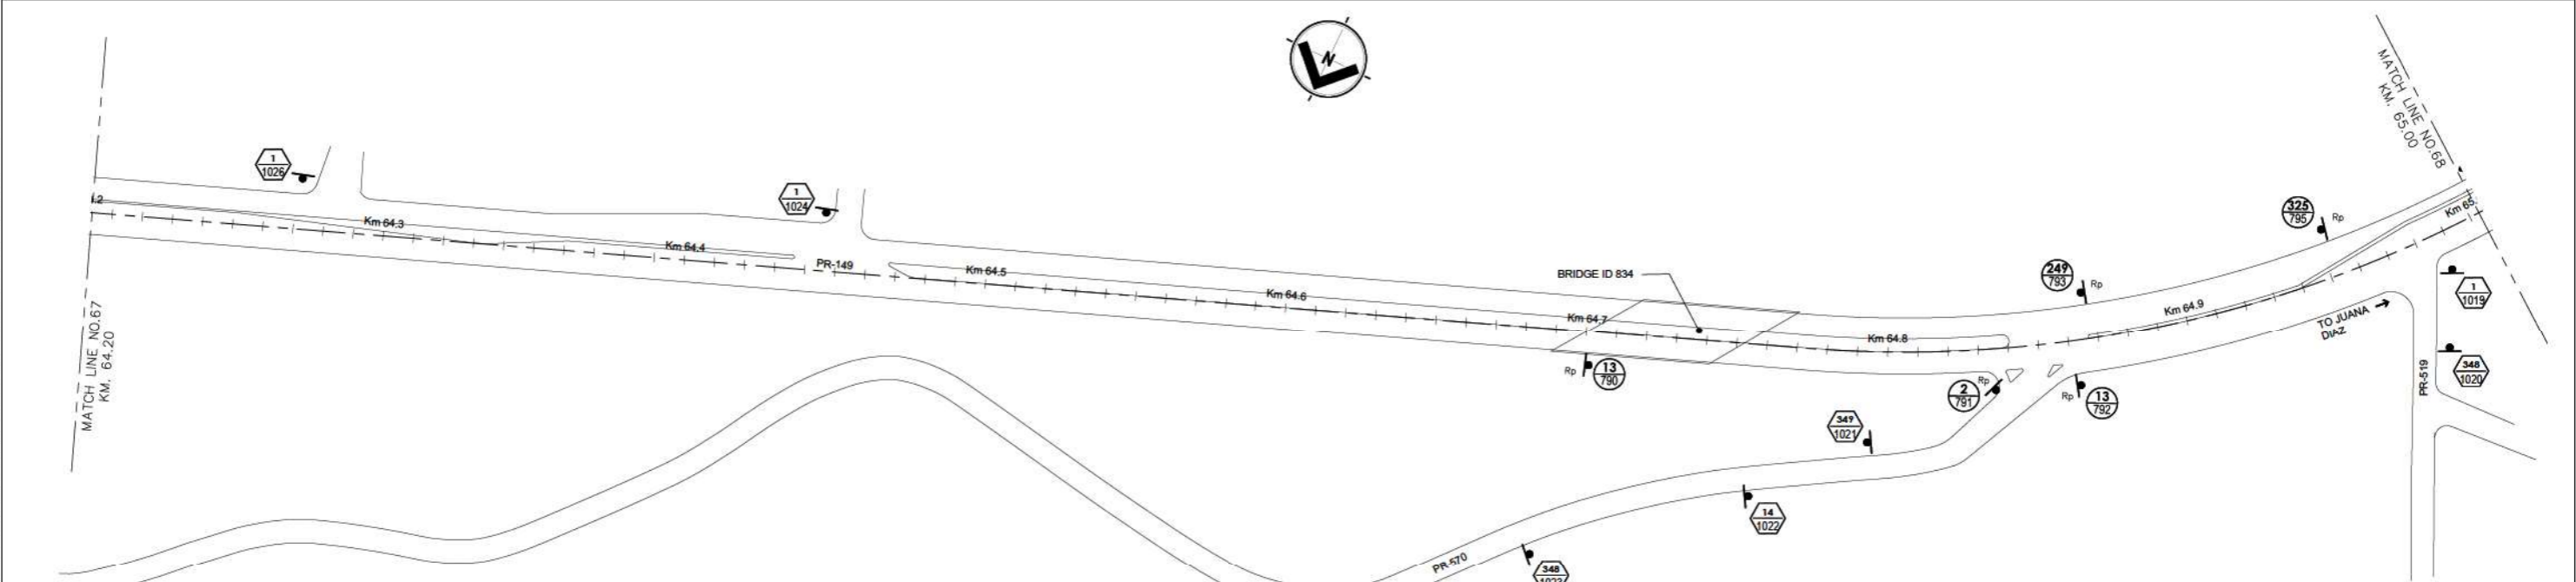 N
MATCH LINE NO.68
KM. 65.00
1
1026
1
1024
.2
Km 64.3
Km 64.4
PR-149
Km 64.5
Km 64.6
BRIDGE ID 834
Km 64.7
Km 64.8
Km 64.9
Km 65.
325
795
Rp
249
793
Rp
1
1019
TO JUANA
DIAZ
MATCH LINE NO.67
KM. 64.20
Rp
13
790
Rp
2
791
Rp
13
792
PR-519
348
1020
349
1021
14
1022
PR-570
348
1023